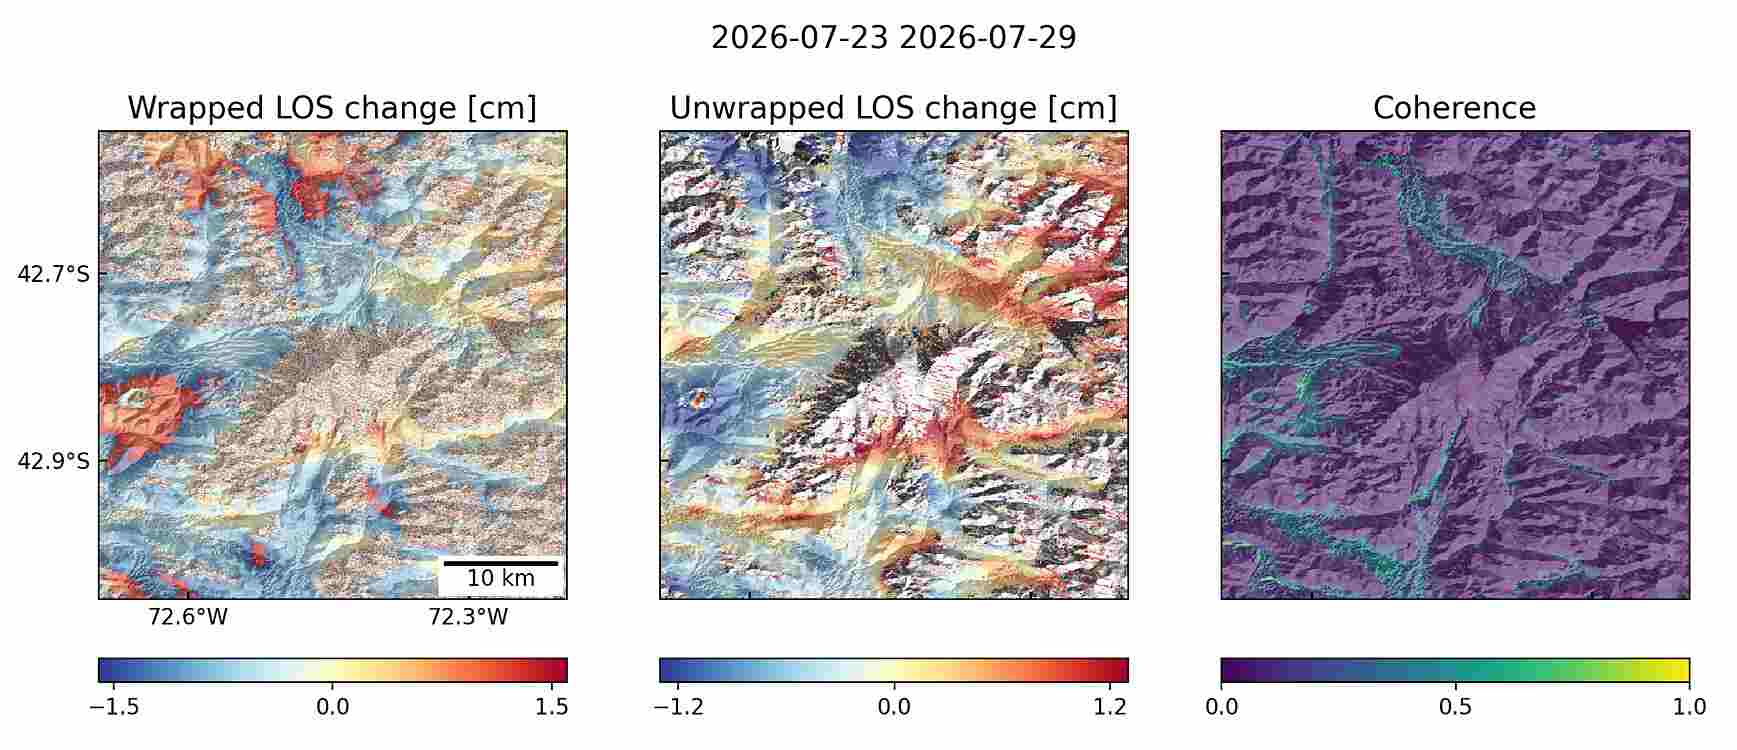 2026-07-23 2026-07-29
Wrapped LOS change [cm]
Unwrapped LOS change [cm]
Coherence
42.7°S
42.9°S
10 km
72.6°W
72.3°W
−1.5
0.0
1.5
−1.2
0.0
1.2
0.0
0.5
1.0